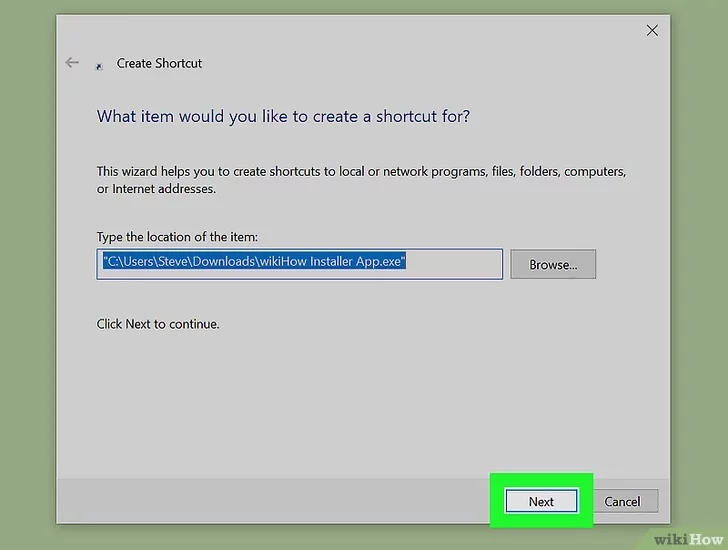 Create Shortcut
What item would you like to create a shortcut for?
This wizard helps you to create shortcuts to local or network programs, files, folders, computers,
or Internet addresses.
Type the location of the item:
"C:\Users\Steve\Downloads\wikiHow Installer App.exe"
Browse...
Click Next to continue.
Next
Cancel
wikiHow